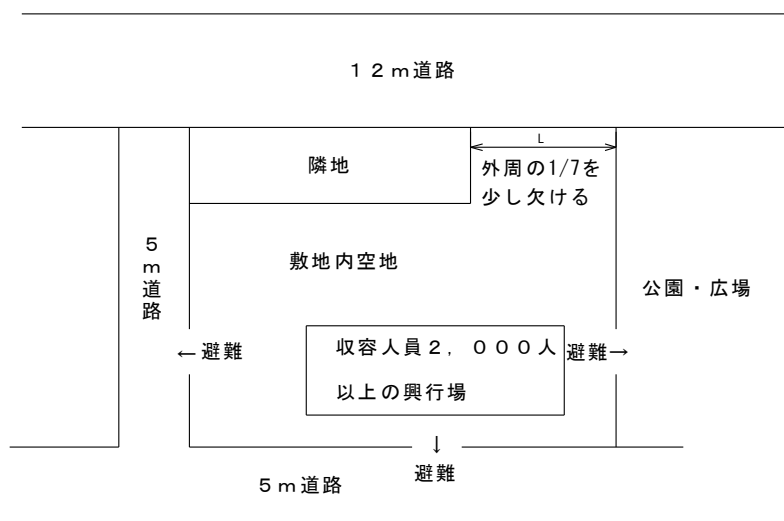 １２ｍ道路
L
隣地
外周の1/7を
少し欠ける
５ｍ道路
敷地内空地
公園・広場
←避難
収容人員２，０００人
以上の興行場
避難→
↓
避難
５ｍ道路